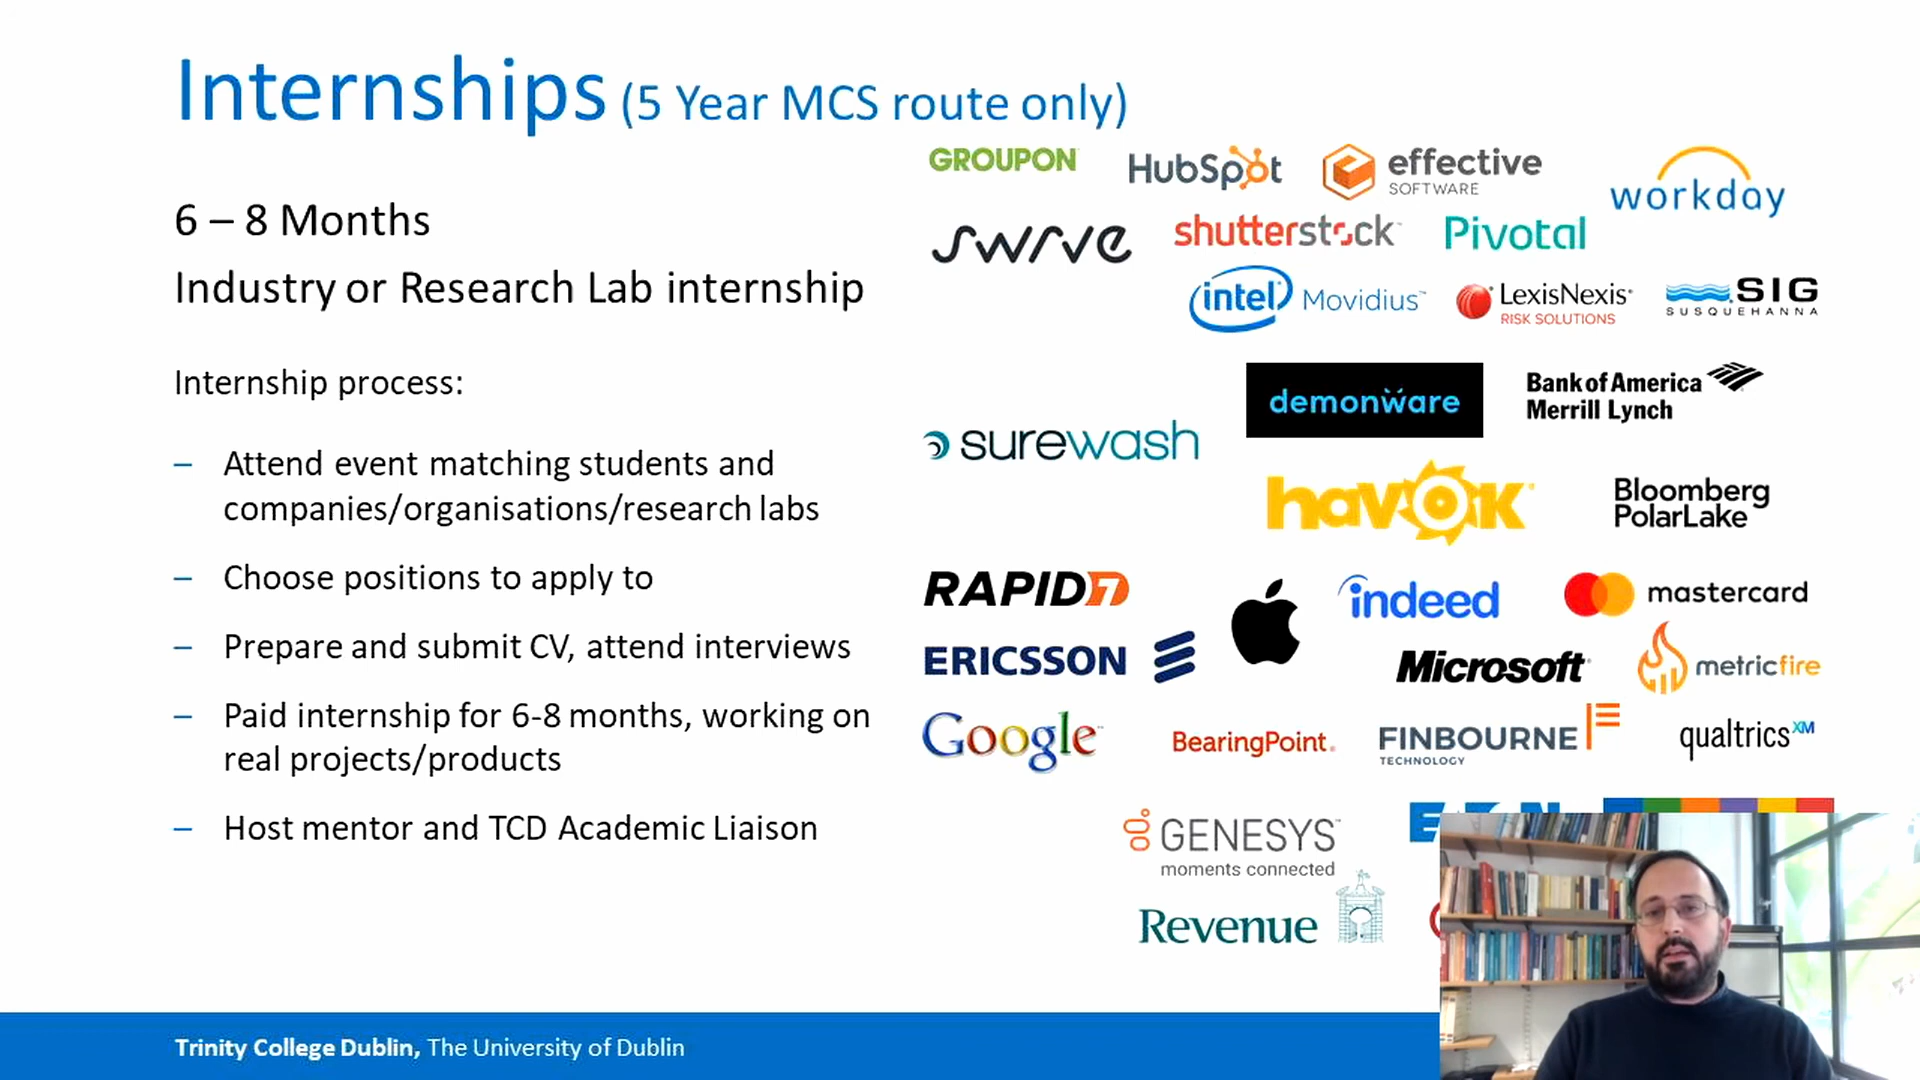 Internships (5 Year MCS route only)
6 – 8 Months
Industry or Research Lab internship
Internship process:
– Attend event matching students and
companies/organisations/research labs
– Choose positions to apply to
– Prepare and submit CV, attend interviews
– Paid internship for 6-8 months, working on
real projects/products
– Host mentor and TCD Academic Liaison
GROUPON
HubSpot
effective
SOFTWARE
workday
swrve
shutterstock
Pivotal
intel Movidius™
LexisNexis®
RISK SOLUTIONS
SIG
SUSQUEHANNA
demonware
Bank of America
Merrill Lynch
surewash
havok
Bloomberg
PolarLake
RAPID7
indeed
mastercard
ERICSSON
Microsoft
metricfire
Google™
BearingPoint®
FINBOURNE
TECHNOLOGY
qualtrics XM
GENESYS™
moments connected
Revenue
Trinity College Dublin, The University of Dublin